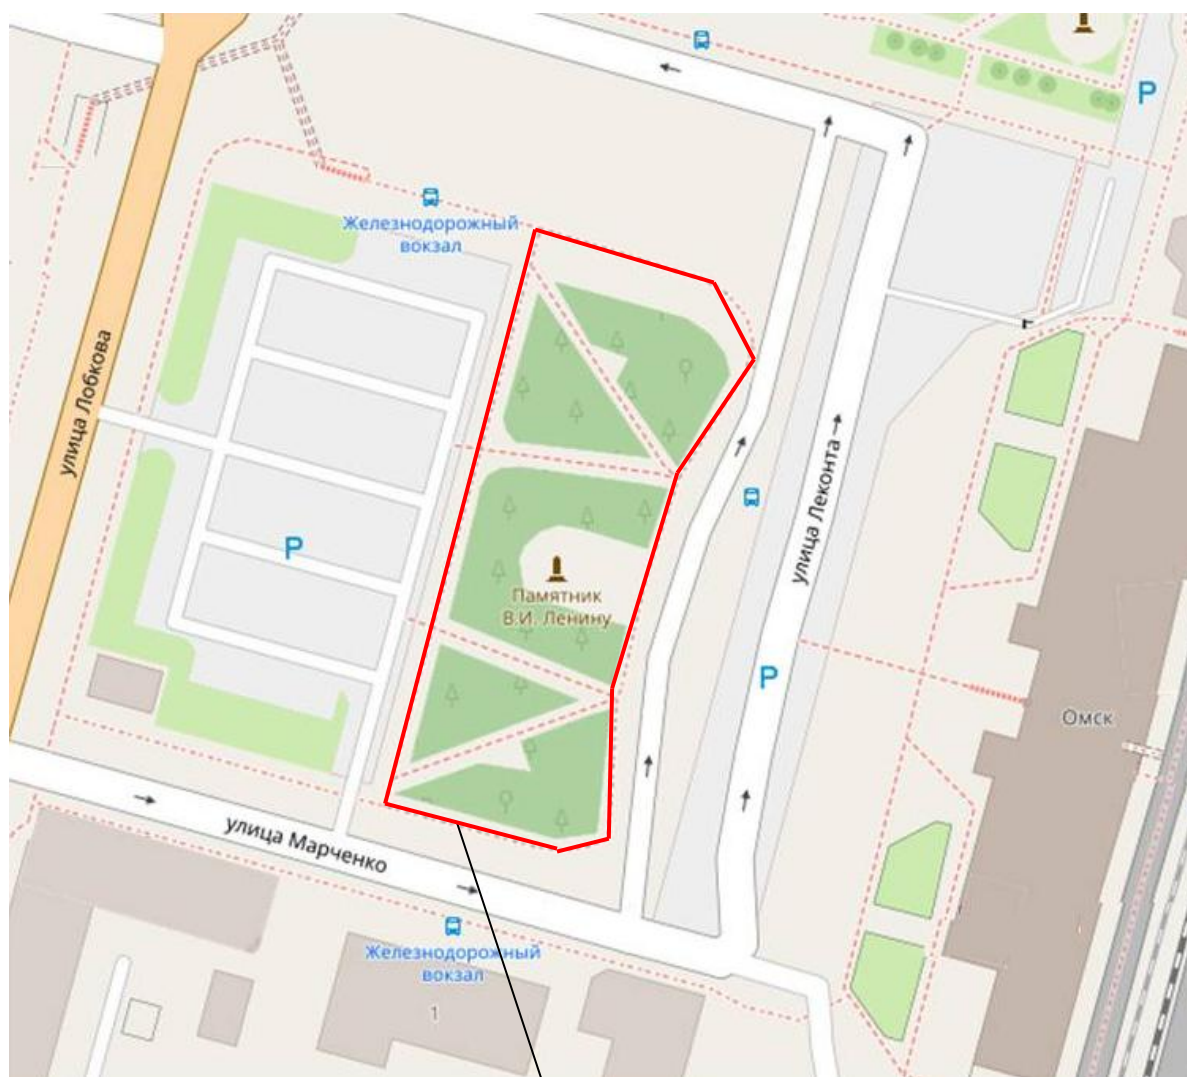 P
Железнодорожный
вокзал
улица Лобкова
P
улица Леконта
Памятник
В.И. Ленину
P
Омск
улица Марченко
Железнодорожный
вокзал
1